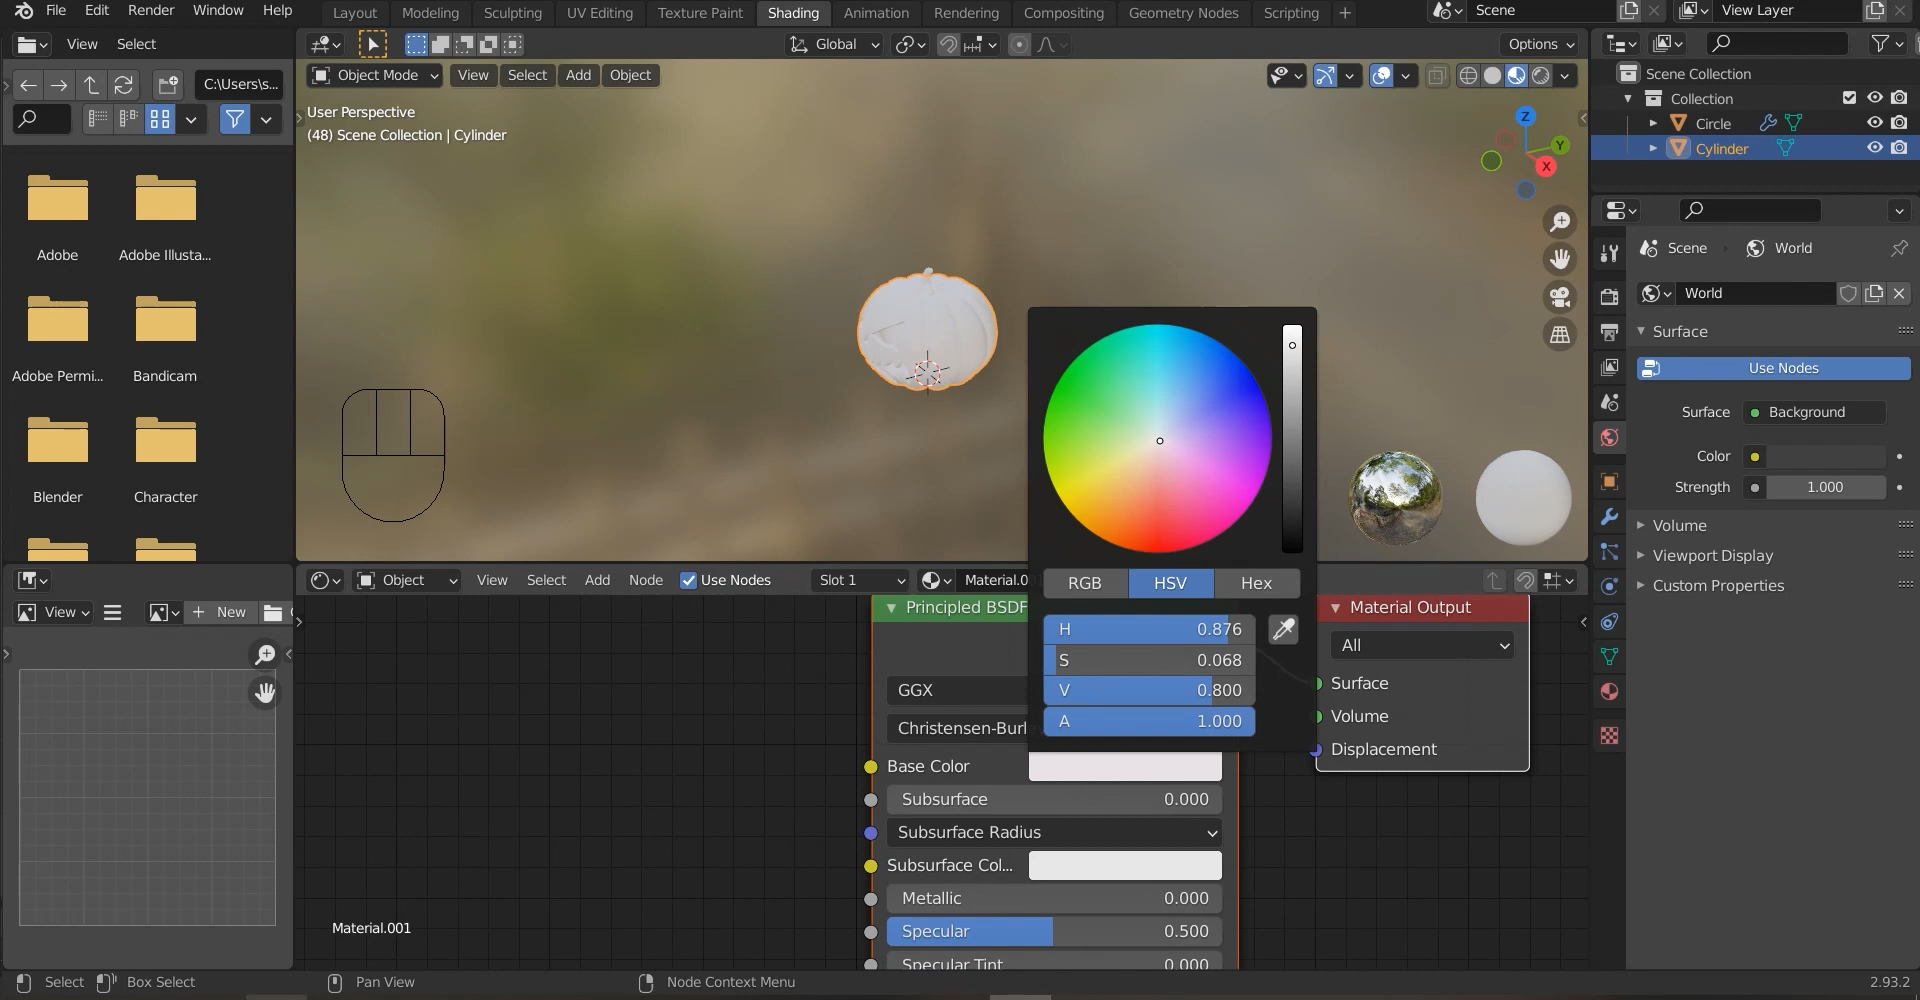 File Edit Render Window Help Layout Modeling Sculpting UV Editing Texture Paint Shading Animation Rendering Compositing Geometry Nodes Scripting + Scene View Layer
View Select Global Options
C:\Users\s...
Object Mode View Select Add Object
User Perspective
(48) Scene Collection | Cylinder
Adobe Adobe Illusta...
Adobe Permi... Bandicam
Blender Character
Z
Y
X
Scene Collection
Collection
Circle
Cylinder
Scene World
World
Surface
Use Nodes
Surface Background
Color
Strength 1.000
Volume
Viewport Display
Custom Properties
Object View Select Add Node Use Nodes Slot 1 Material.0
View + New
RGB HSV Hex
H 0.876
S 0.068
V 0.800
A 1.000
Principled BSDF
GGX
Christensen-Burl
Base Color
Subsurface 0.000
Subsurface Radius
Subsurface Col...
Metallic 0.000
Specular 0.500
Specular Tint 0.000
Material Output
All
Surface
Volume
Displacement
Material.001
Select Box Select Pan View Node Context Menu 2.93.2